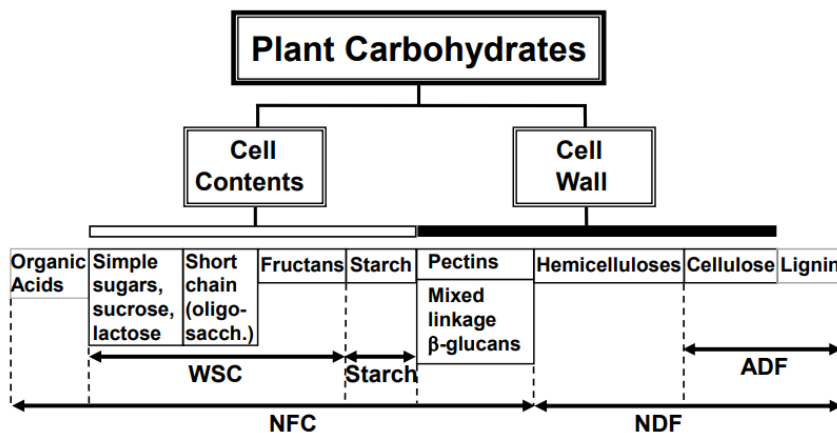 Plant Carbohydrates
Cell
Contents
Cell
Wall
Organic
Acids
Simple
sugars,
sucrose,
lactose
Short
chain
(oligo-
sacch.)
Fructans
Starch
Pectins
Mixed
linkage
β-glucans
Hemicelluloses
Cellulose
Lignin
WSC
Starch
ADF
NFC
NDF